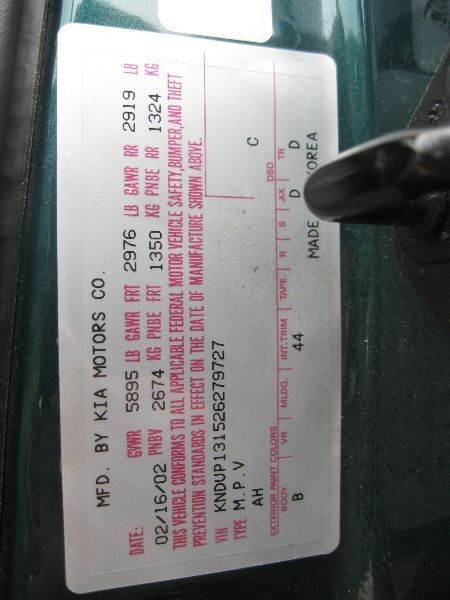 MFD. BY KIA MOTORS CO.
DATE: GVWR 5895 LB GAWR FRT 2976 LB GAWR RR 2919 LB
02/16/02 PNBV 2674 KG PNBE FRT 1350 KG PNBE RR 1324 KG
THIS VEHICLE CONFORMS TO ALL APPLICABLE FEDERAL MOTOR VEHICLE SAFETY, BUMPER, AND THEFT
PREVENTION STANDARDS IN EFFECT ON THE DATE OF MANUFACTURE SHOWN ABOVE.
VIN KNDUP131526279727
TYPE M.P.V
AH C
EXTERIOR PAINT COLORS DSO
BODY VR MLDG. INT.TRIM TAPE R S AX TR
B 44 D D
MADE KOREA